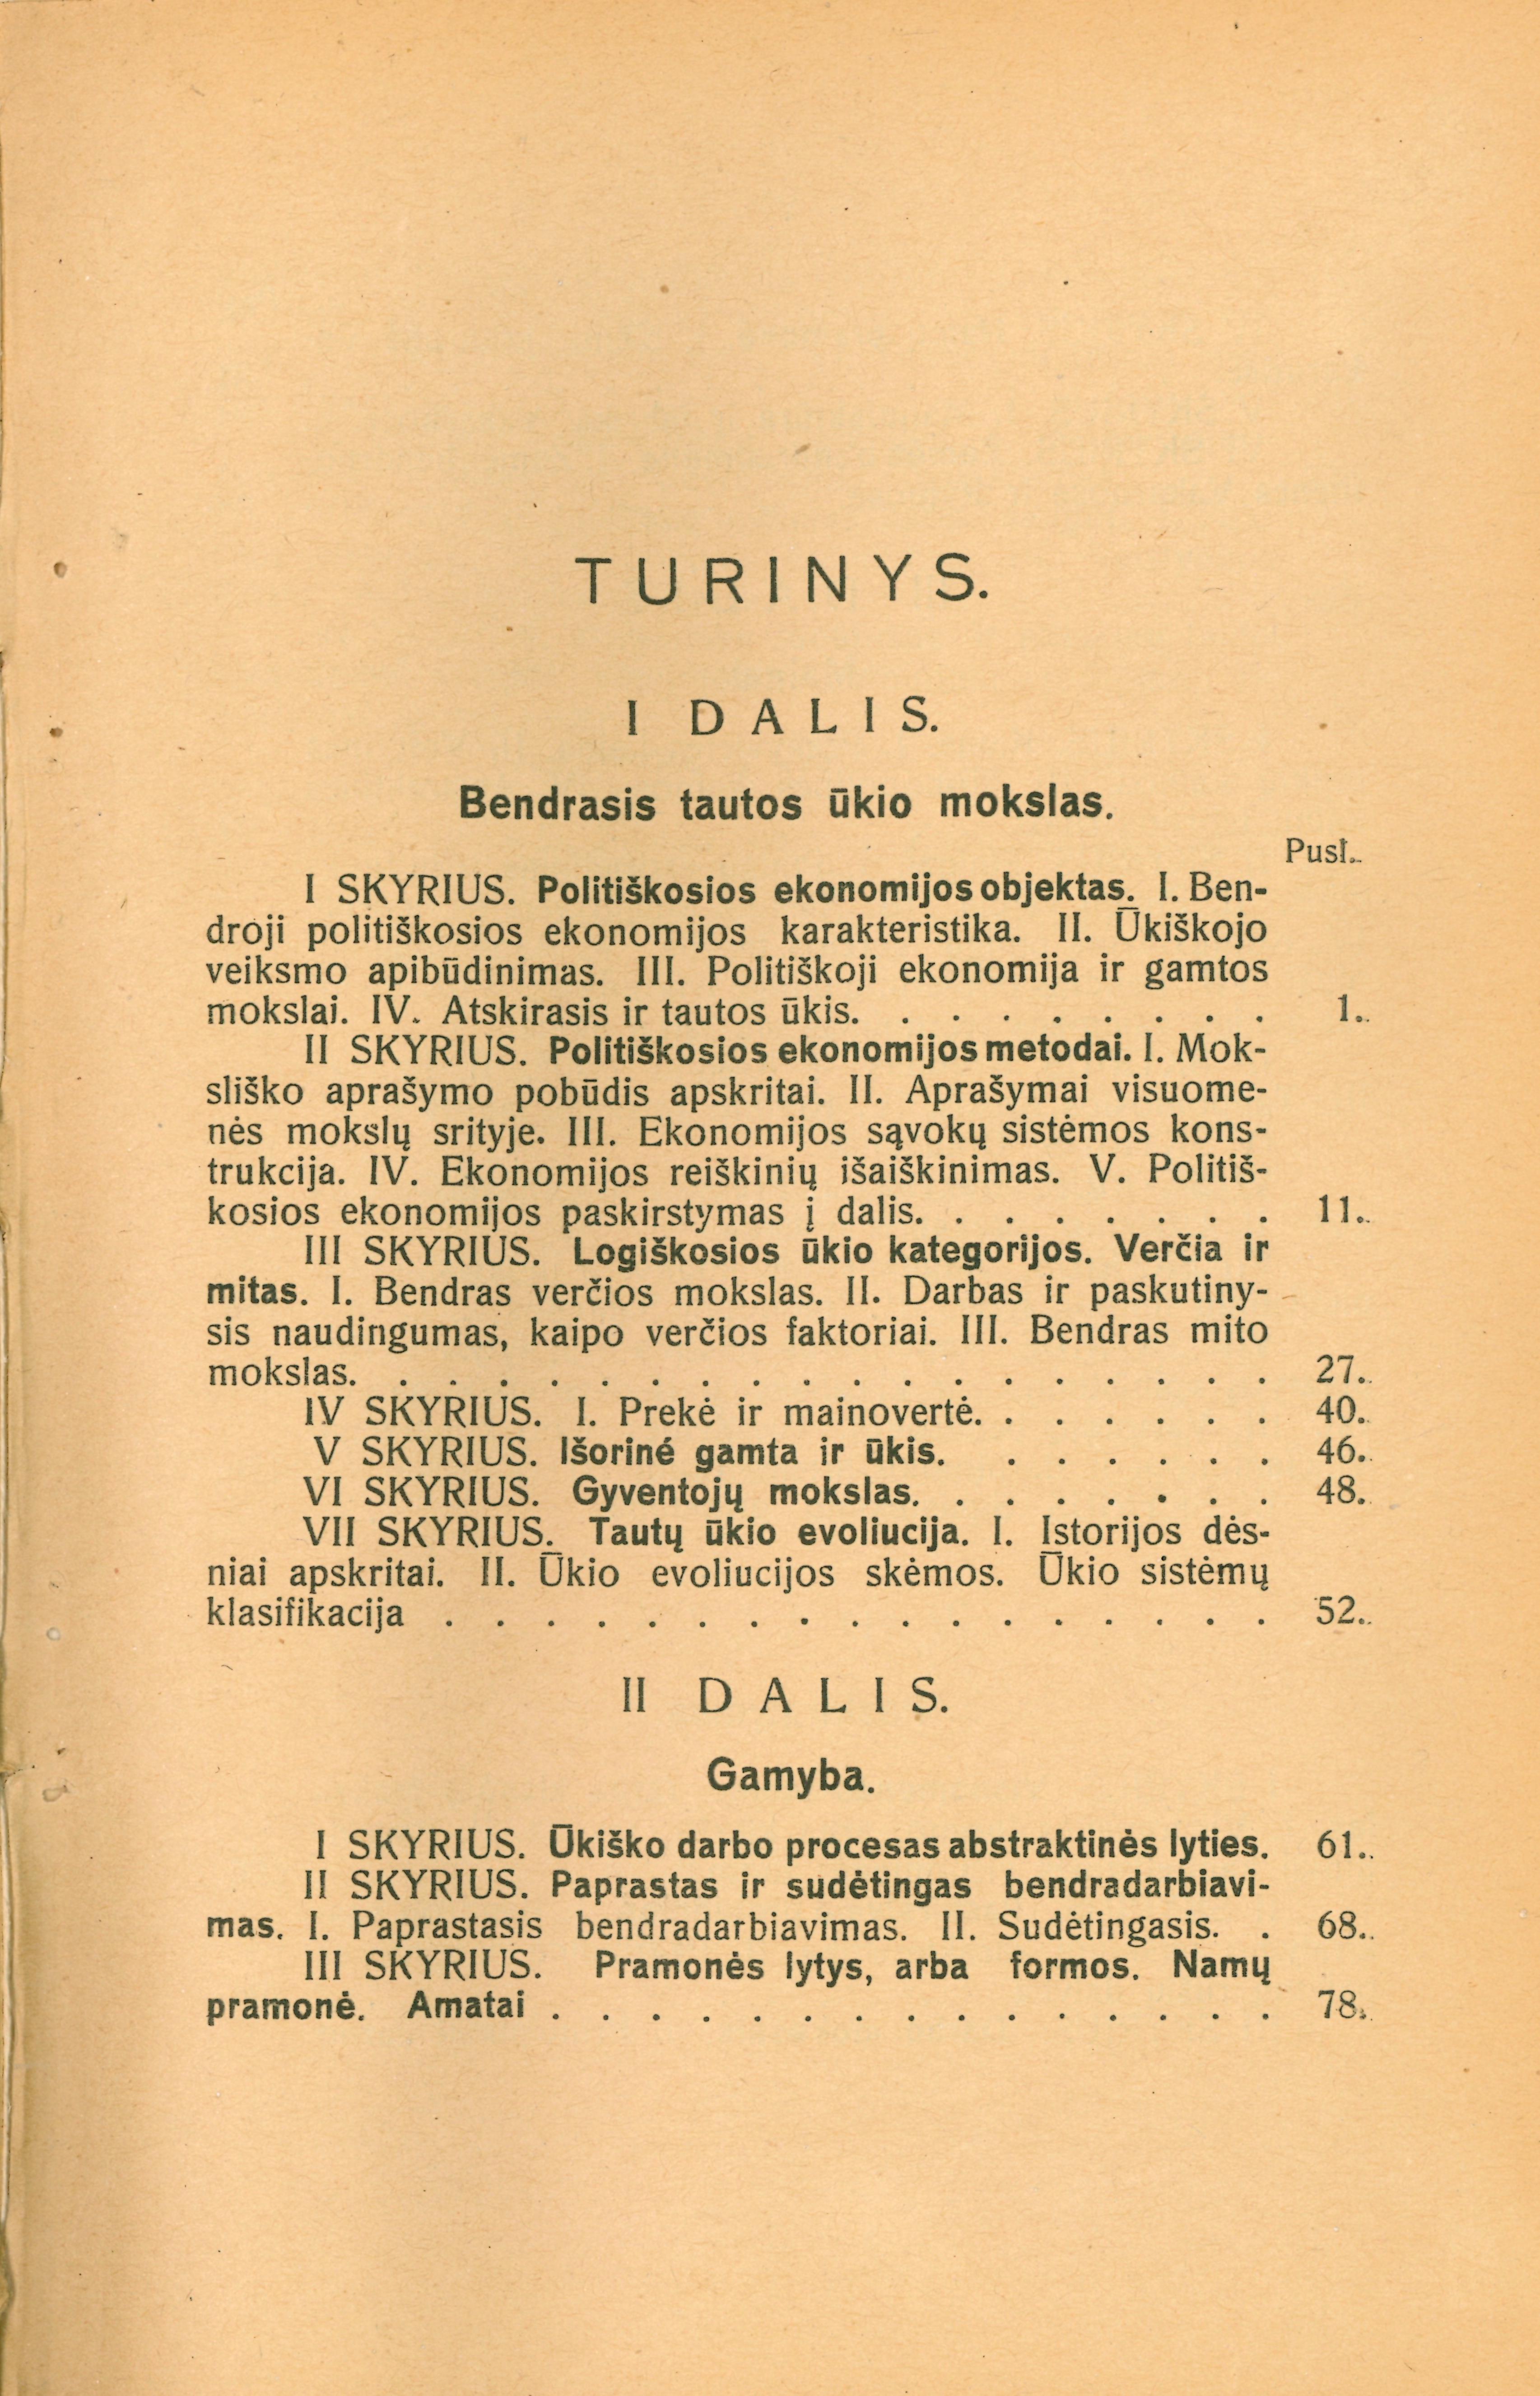 TURINYS.
I DALIS.
Bendrasis tautos ūkio mokslas.
Pusl.
I SKYRIUS. Politiškosios ekonomijos objektas. I. Ben-
droji politiškosios ekonomijos karakteristika. II. Ūkiškojo
veiksmo apibūdinimas. III. Politiškoji ekonomija ir gamtos
mokslai. IV. Atskirasis ir tautos ūkis. . . . . . . . . 1.
II SKYRIUS. Politiškosios ekonomijos metodai. I. Mok-
sliško aprašymo pobūdis apskritai. II. Aprašymai visuome-
nės mokslų srityje. III. Ekonomijos sąvokų sistėmos kons-
trukcija. IV. Ekonomijos reiškinių išaiškinimas. V. Politiš-
kosios ekonomijos paskirstymas į dalis. . . . . . . . 11.
III SKYRIUS. Logiškosios ūkio kategorijos. Verčia ir
mitas. I. Bendras verčios mokslas. II. Darbas ir paskutiny-
sis naudingumas, kaipo verčios faktoriai. III. Bendras mito
mokslas. . . . . . . . . . . . . . . . . . . 27.
IV SKYRIUS. I. Prekė ir mainovertė. . . . . . . 40.
V SKYRIUS. Išorinė gamta ir ūkis. . . . . . . 46.
VI SKYRIUS. Gyventojų mokslas. . . . . . . . 48.
VII SKYRIUS. Tautų ūkio evoliucija. I. Istorijos dės-
niai apskritai. II. Ūkio evoliucijos skėmos. Ūkio sistėmų
klasifikacija . . . . . . . . . . . . . . . . . 52.
II DALIS.
Gamyba.
I SKYRIUS. Ūkiško darbo procesas abstraktinės lyties. 61.
II SKYRIUS. Paprastas ir sudėtingas bendradarbiavi-
mas. I. Paprastasis bendradarbiavimas. II. Sudėtingasis. . 68.
III SKYRIUS. Pramonės lytys, arba formos. Namų
pramonė. Amatai . . . . . . . . . . . . . . . 78.